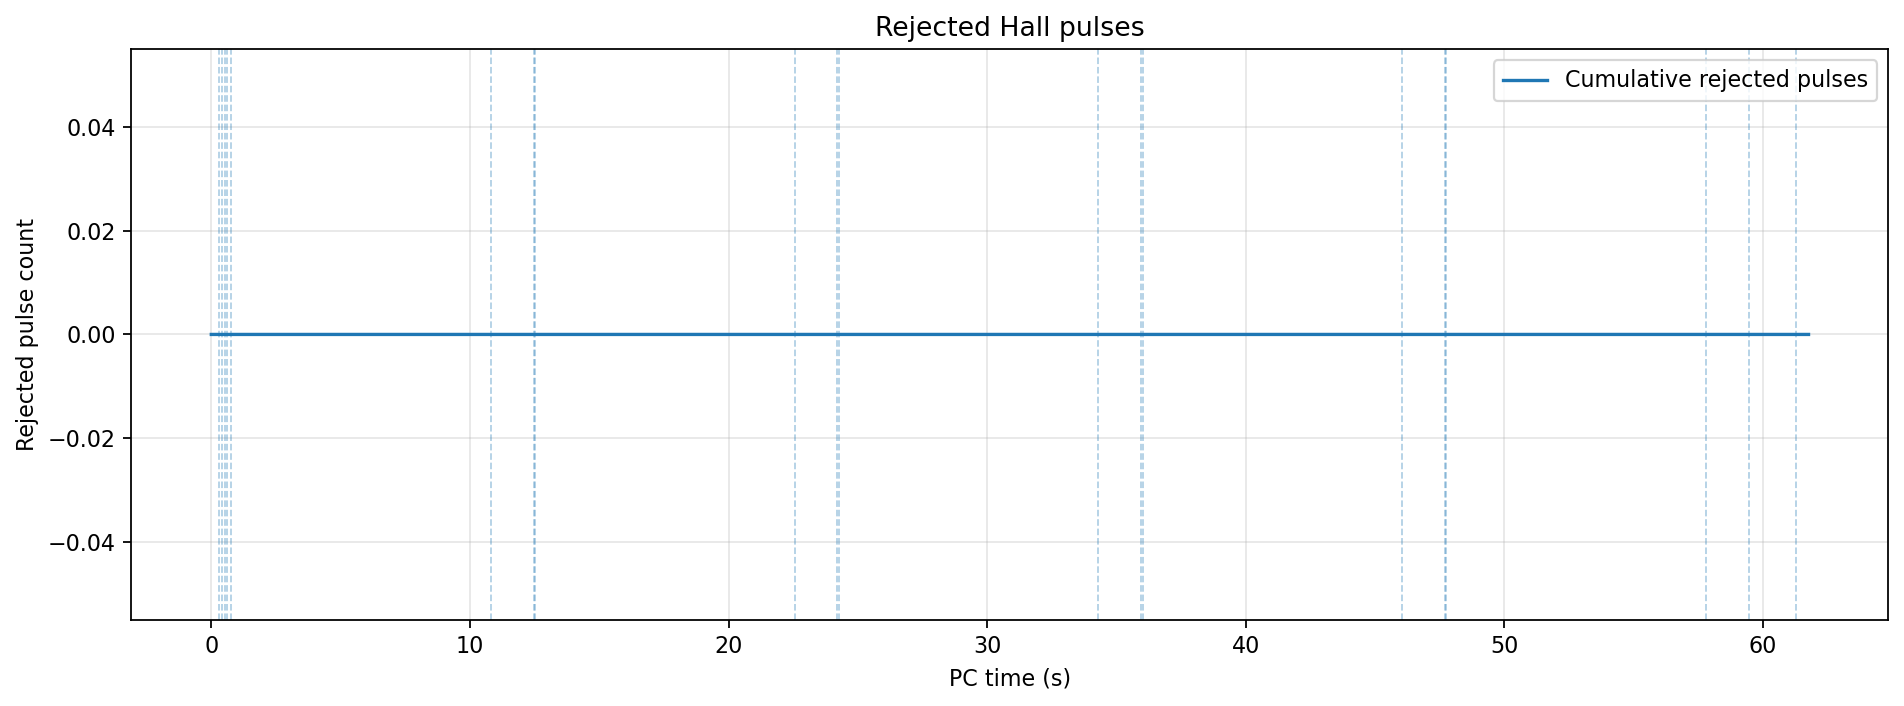 Rejected Hall pulses
Cumulative rejected pulses
Rejected pulse count
0.04
0.02
0.00
−0.02
−0.04
0 10 20 30 40 50 60
PC time (s)